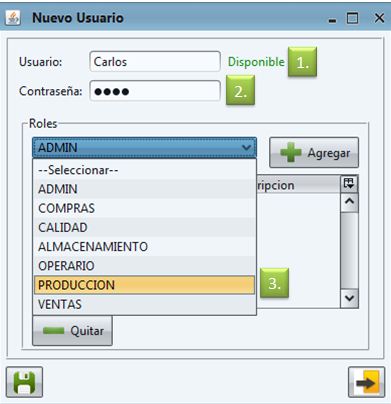 Nuevo Usuario
Usuario: Carlos Disponible 1.
Contraseña: 2.
Roles
ADMIN Agregar
--Seleccionar-- ripcion
ADMIN
COMPRAS
CALIDAD
ALMACENAMIENTO
OPERARIO
PRODUCCION 3.
VENTAS
Quitar